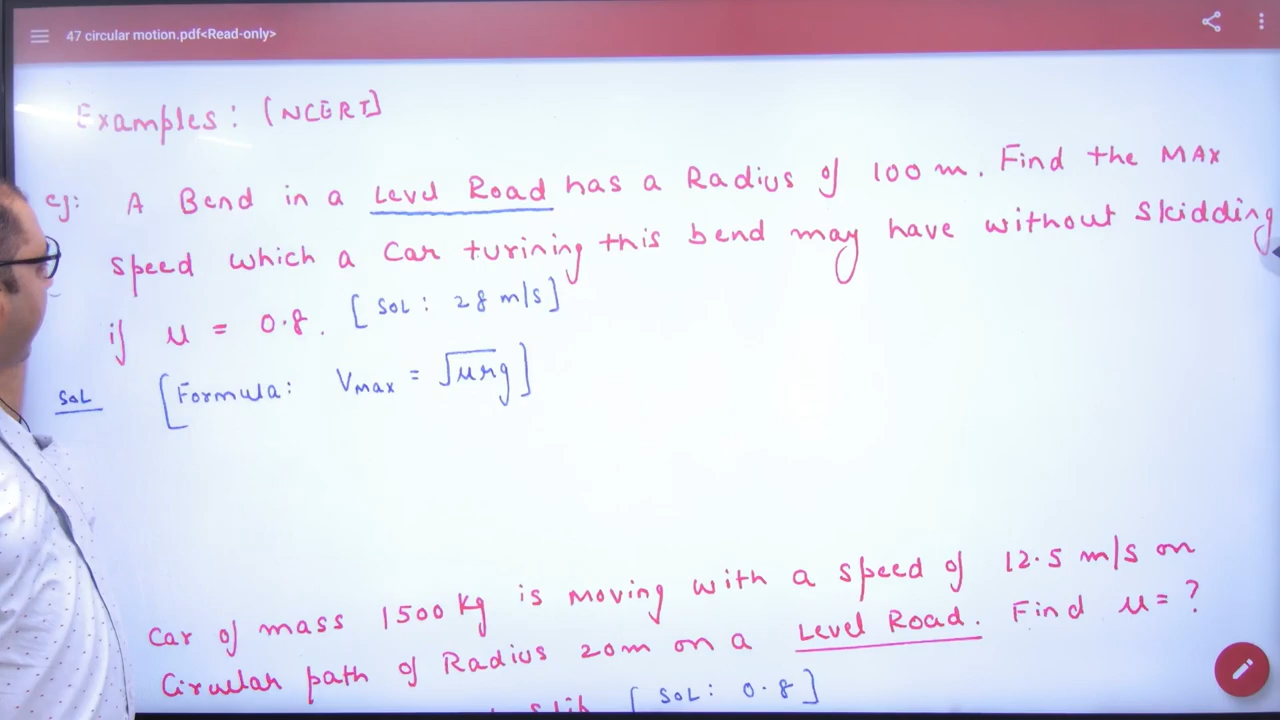 47 circular motion.pdf<Read-only>
Examples: [NCERT]
eg: A Bend in a Level Road has a Radius of 100 m. Find the MAX
speed which a Car turining this bend may have without skidding
if μ = 0.8. [Sol: 28 m/s]
Sol [Formula: Vmax = √μrg]
Car of mass 1500 kg is moving with a speed of 12.5 m/s on
Circular path of Radius 20m on a Level Road. Find μ = ?
[Sol: 0.8]